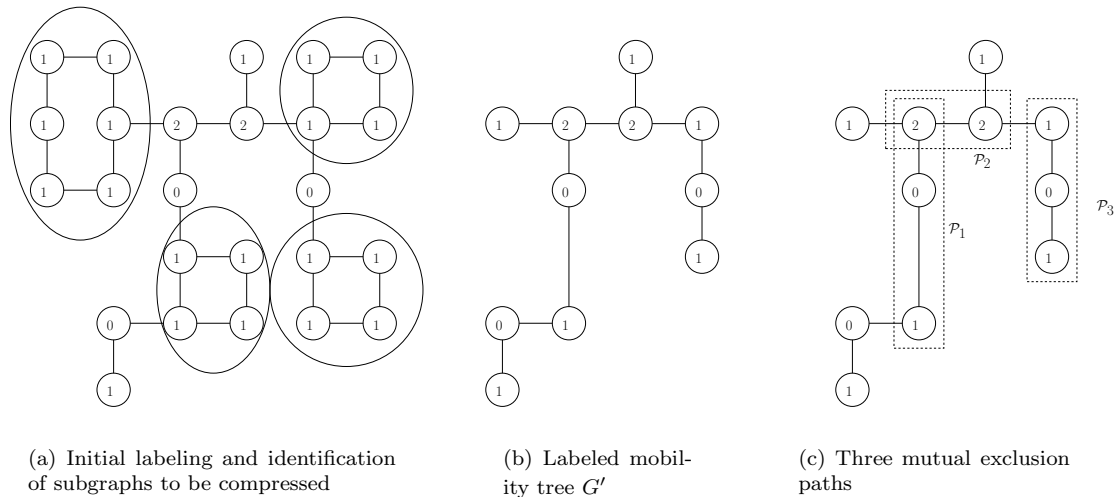 1 1 1 1 1
1 1 2 2 1 1
1 1 0 0
1 1 1 1
0 1 1 1 1
1
(a) Initial labeling and identification
of subgraphs to be compressed
1
1 2 2 1
0 0
1
0 1
1
(b) Labeled mobil-
ity tree G′
1
1 2 2 1
𝒫₂
0 0
𝒫₃
𝒫₁
1
0 1
1
(c) Three mutual exclusion
paths